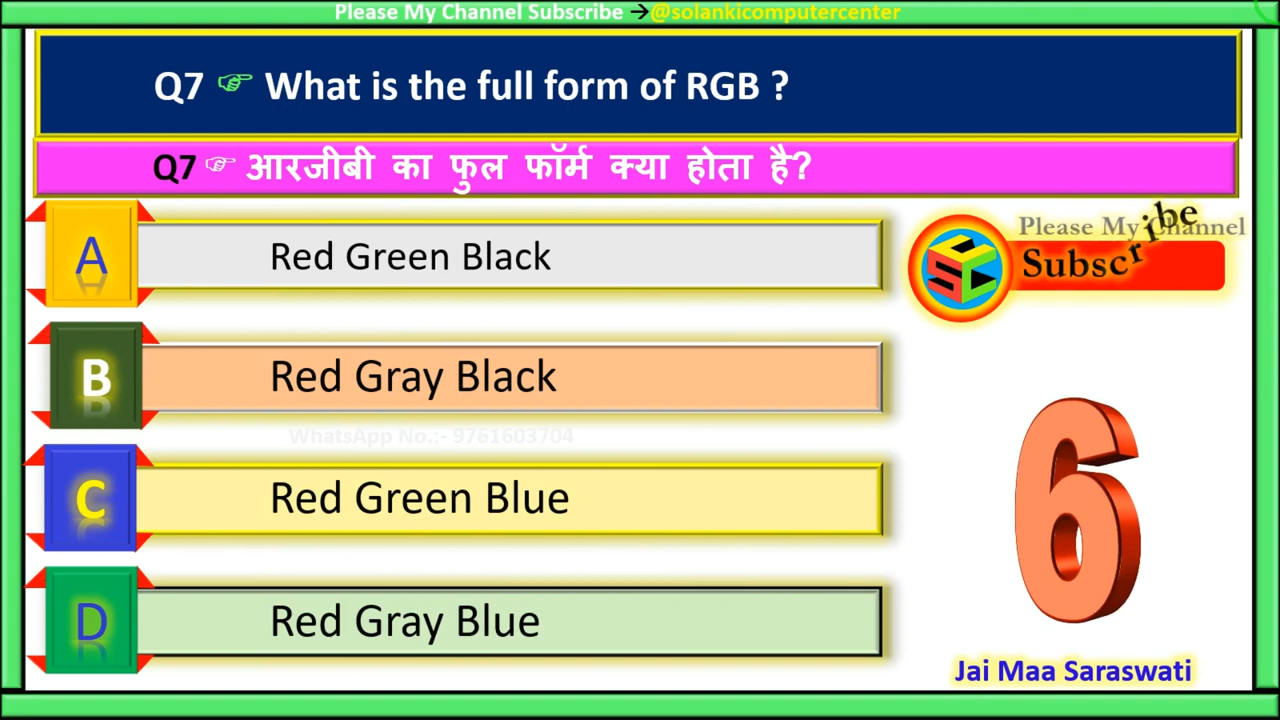 Please My Channel Subscribe →@solankicomputercenter
Q7 ☞ What is the full form of RGB ?
Q7 ☞ आरजीबी का फुल फॉर्म क्या होता है?
A Red Green Black
Please My Channel
Subscribe
SCC
B Red Gray Black
WhatsApp No.:- 9761603704
C Red Green Blue
6
D Red Gray Blue
Jai Maa Saraswati